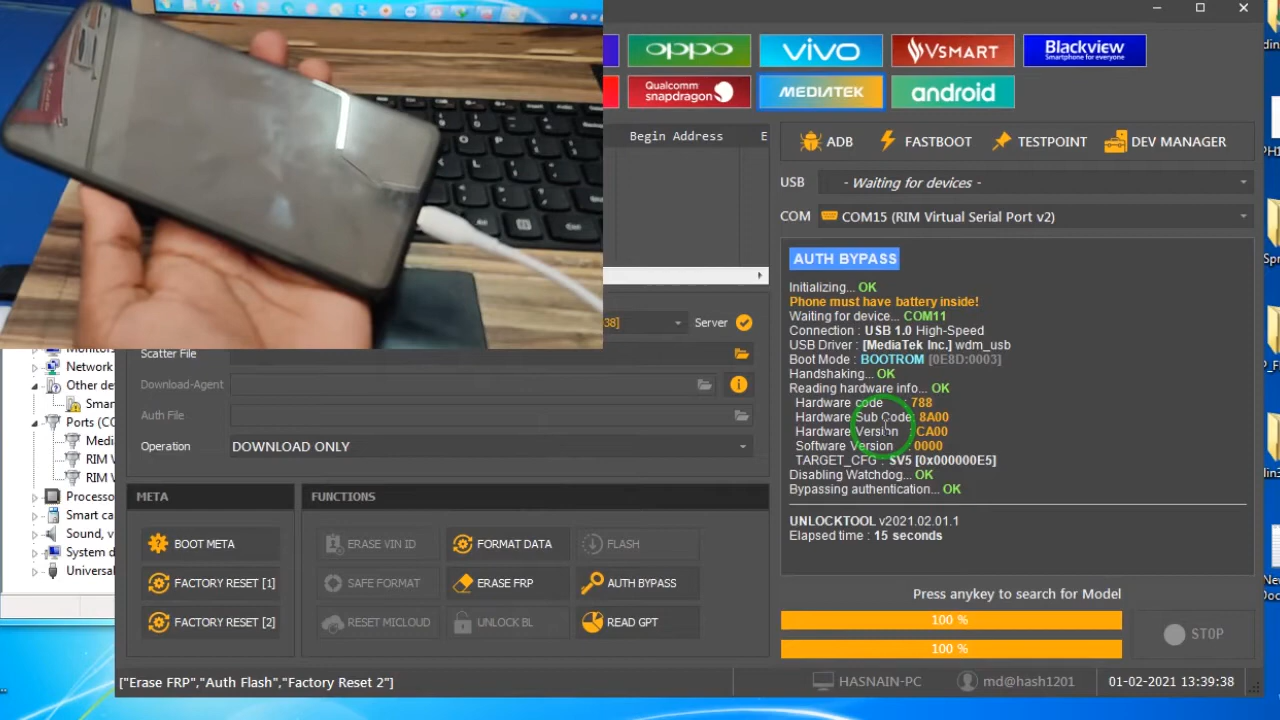 oppo
vivo
VSMART
Blackview
Smartphone for everyone
Qualcomm
snapdragon
MEDIATEK
android
Begin Address
E
ADB
FASTBOOT
TESTPOINT
DEV MANAGER
USB
- Waiting for devices -
COM
COM15 (RIM Virtual Serial Port v2)
AUTH BYPASS
Initializing... OK
Phone must have battery inside!
Waiting for device... COM11
Connection : USB 1.0 High-Speed
USB Driver : [MediaTek Inc.] wdm_usb
Boot Mode : BOOTROM [0E8D:0003]
Handshaking... OK
Reading hardware info... OK
Hardware code : 788
Hardware Sub Code: 8A00
Hardware Version : CA00
Software Version : 0000
TARGET_CFG : SV5 [0x000000E5]
Disabling Watchdog... OK
Bypassing authentication... OK
UNLOCKTOOL v2021.02.01.1
Elapsed time : 15 seconds
38]
Server
Scatter File
Download-Agent
Auth File
Operation
DOWNLOAD ONLY
Network
Other de
Smar
Ports (CO
Medi
RIM V
RIM V
Processo
Smart ca
Sound, v
System d
Universa
META
BOOT META
FACTORY RESET [1]
FACTORY RESET [2]
FUNCTIONS
ERASE VIN ID
FORMAT DATA
FLASH
SAFE FORMAT
ERASE FRP
AUTH BYPASS
RESET MICLOUD
UNLOCK BL
READ GPT
Press anykey to search for Model
100 %
100 %
STOP
["Erase FRP","Auth Flash","Factory Reset 2"]
HASNAIN-PC
md@hash1201
01-02-2021 13:39:38